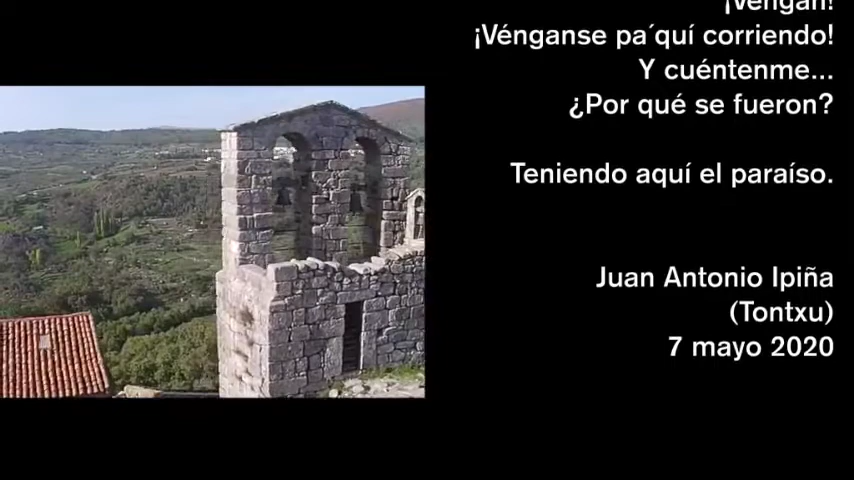 ¡Vengan!
¡Vénganse pa´quí corriendo!
Y cuéntenme...
¿Por qué se fueron?
Teniendo aquí el paraíso.
Juan Antonio Ipiña
(Tontxu)
7 mayo 2020